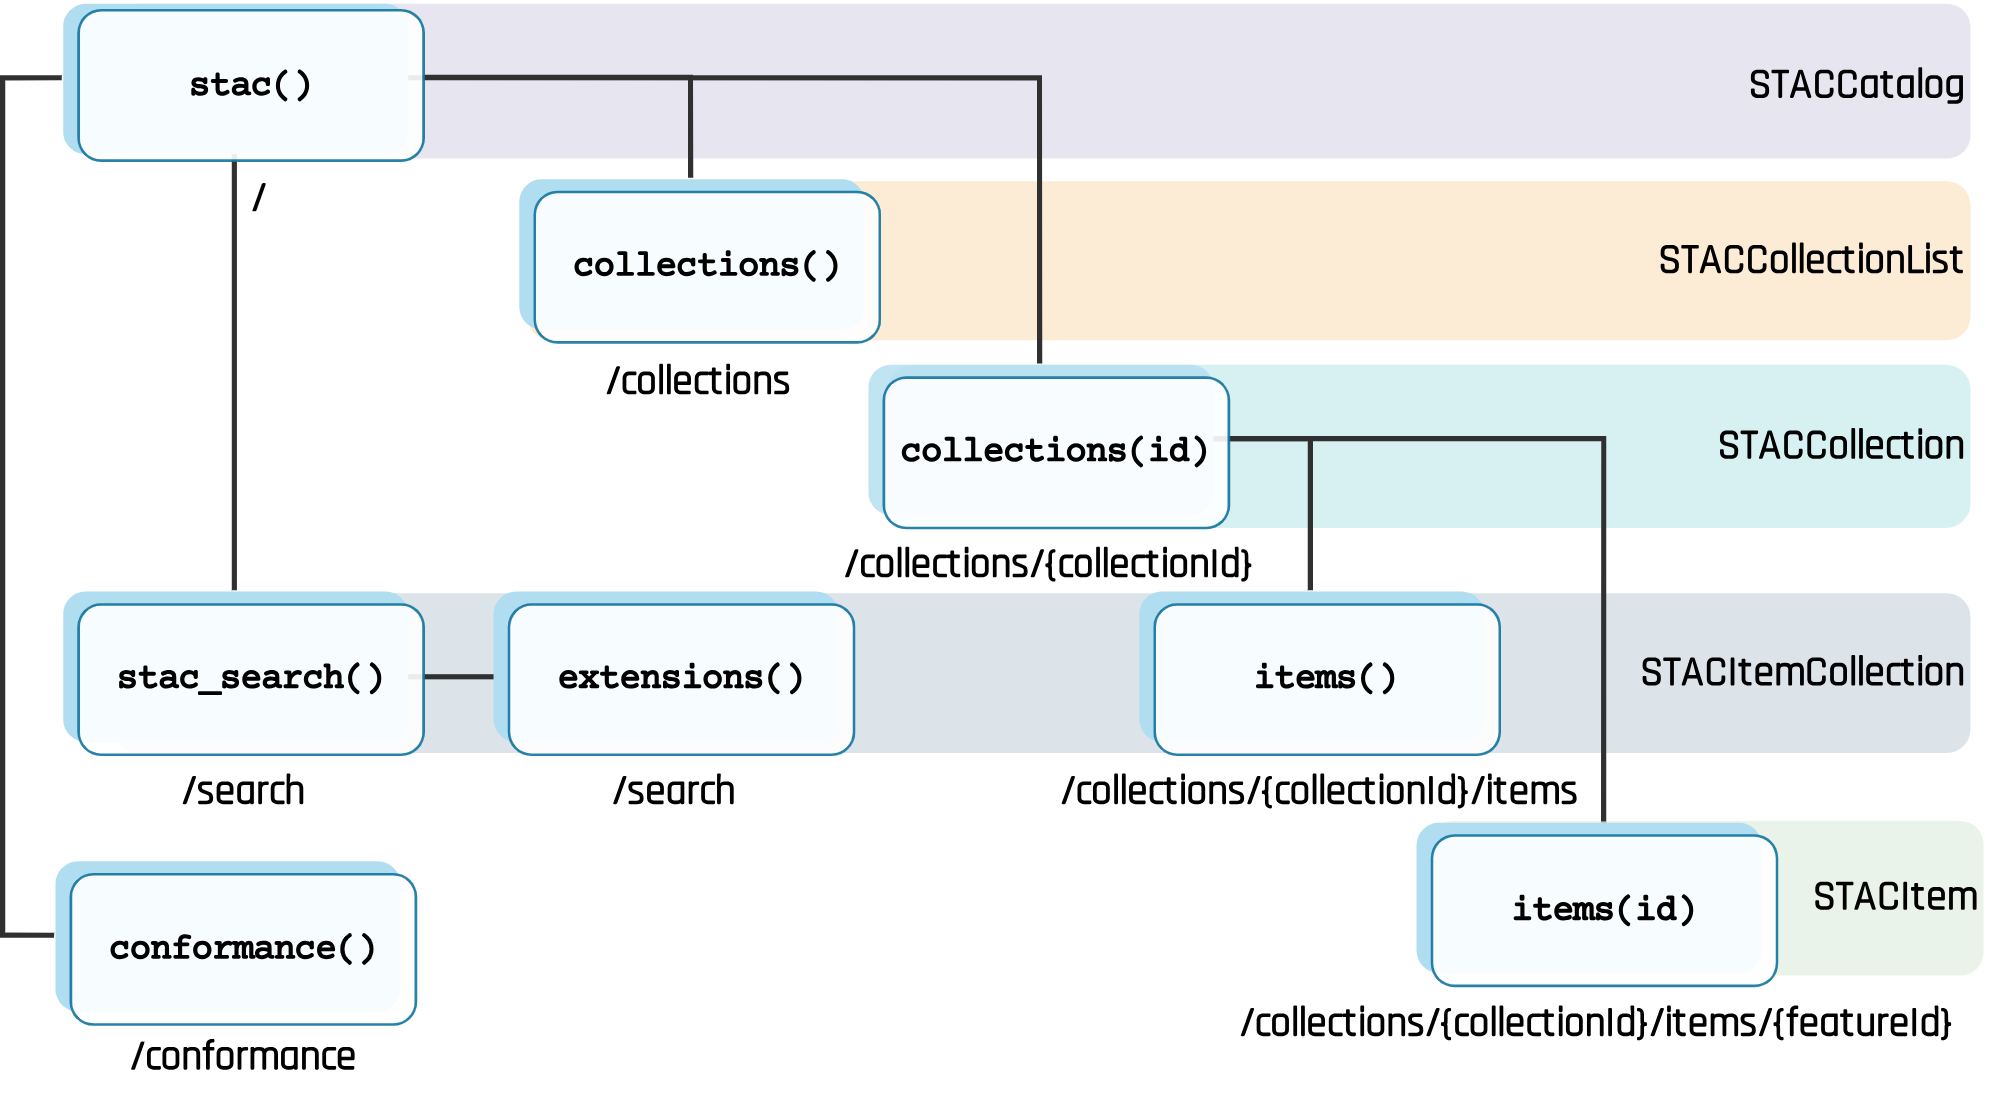 stac()
STACCatalog
/
collections()
STACCollectionList
/collections
collections(id)
STACCollection
/collections/{collectionId}
stac_search()
extensions()
items()
STACItemCollection
/search
/search
/collections/{collectionId}/items
items(id)
STACItem
conformance()
/collections/{collectionId}/items/{featureId}
/conformance